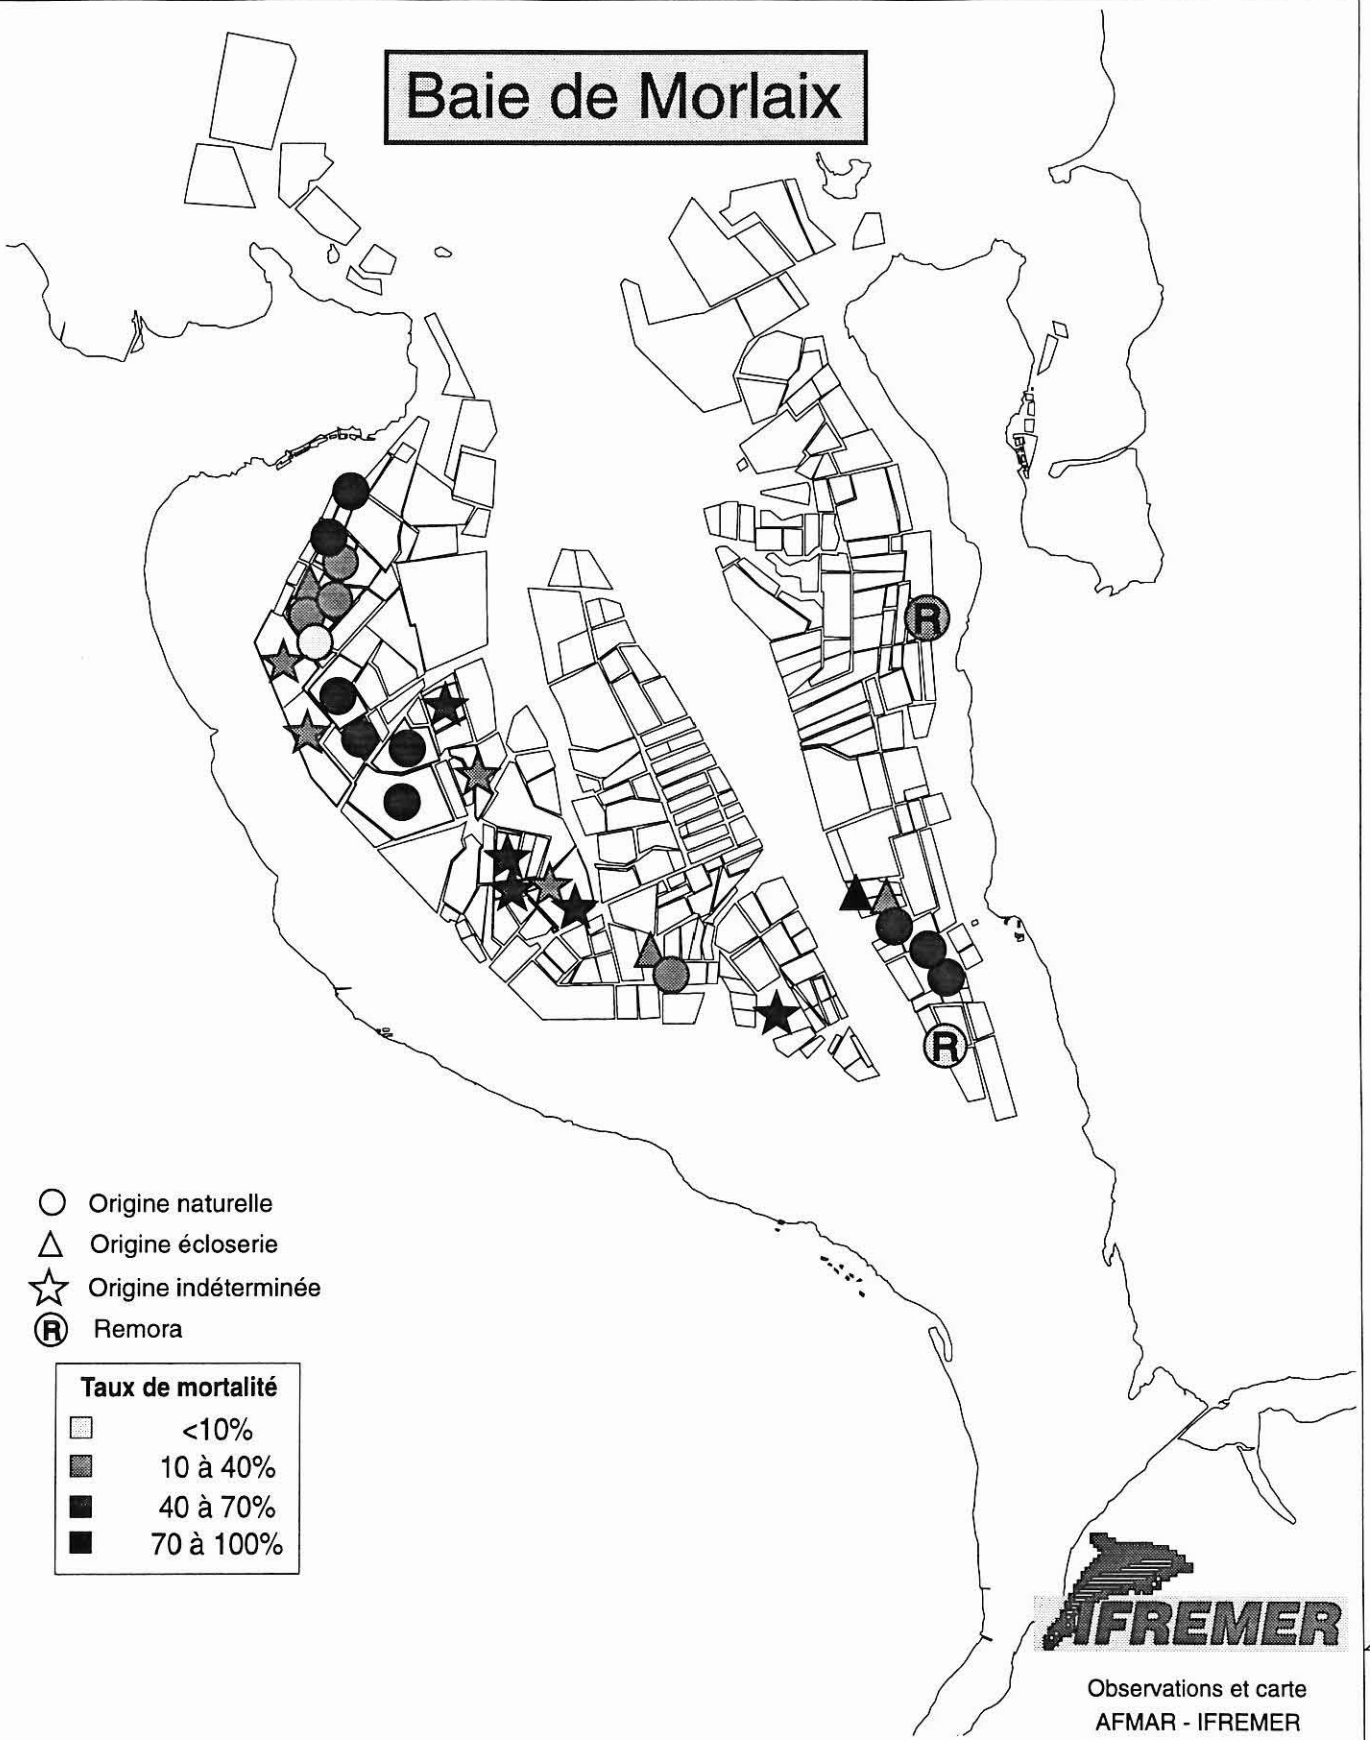 Baie de Morlaix
R
R
Origine naturelle
Origine écloserie
Origine indéterminée
R Remora
Taux de mortalité
<10%
10 à 40%
40 à 70%
70 à 100%
IFREMER
Observations et carte
AFMAR - IFREMER